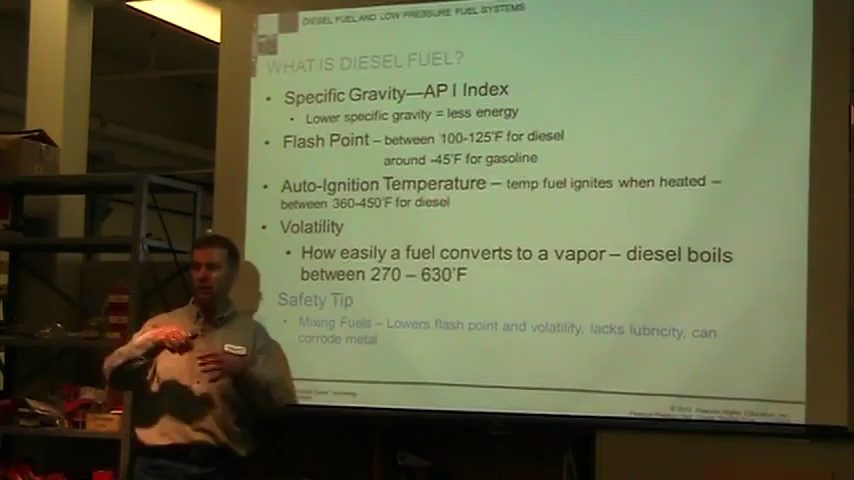 DIESEL FUEL AND LOW PRESSURE FUEL SYSTEMS
WHAT IS DIESEL FUEL?
• Specific Gravity—AP I Index
• Lower specific gravity = less energy
• Flash Point – between 100-125°F for diesel
around -45°F for gasoline
• Auto-Ignition Temperature – temp fuel ignites when heated –
between 360-450°F for diesel
• Volatility
• How easily a fuel converts to a vapor – diesel boils
between 270 – 630°F
Safety Tip
• Mixing Fuels – Lowers flash point and volatility, lacks lubricity, can
corrode metal